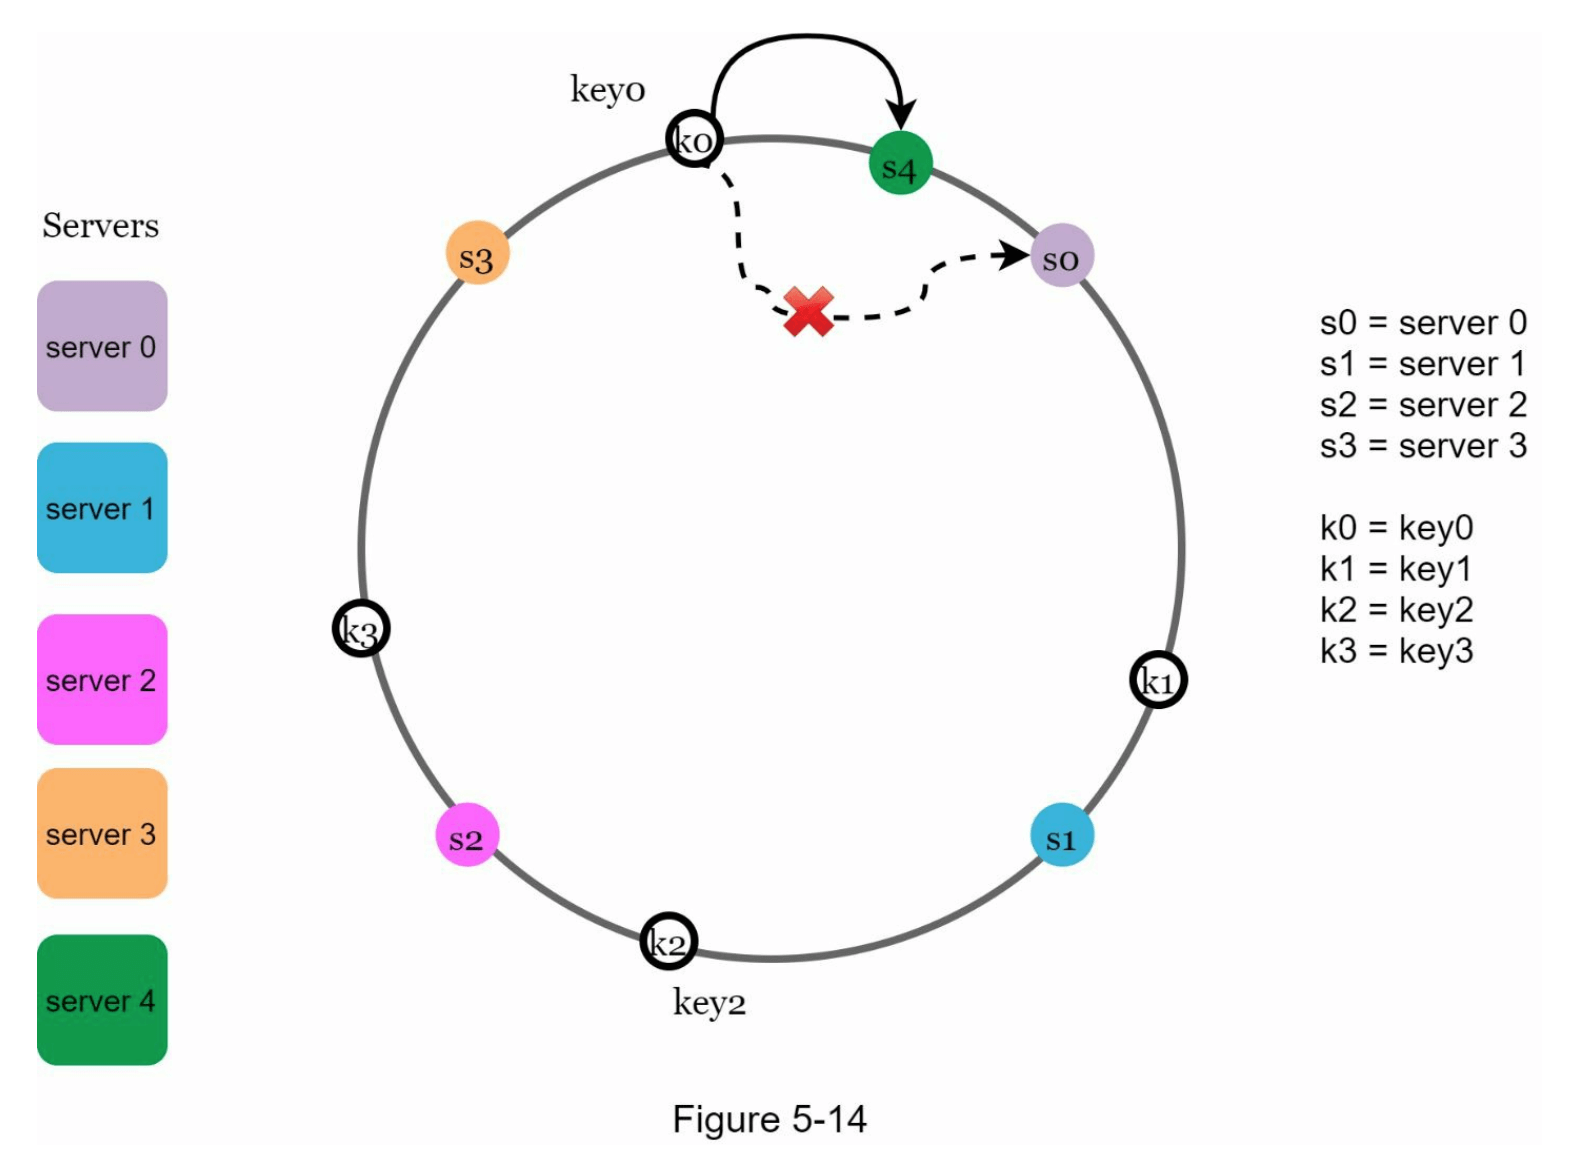 key0
k0
s4
s3
s0
Servers
server 0
server 1
server 2
server 3
server 4
k3
k1
s2
s1
k2
key2
s0 = server 0
s1 = server 1
s2 = server 2
s3 = server 3
k0 = key0
k1 = key1
k2 = key2
k3 = key3
Figure 5-14